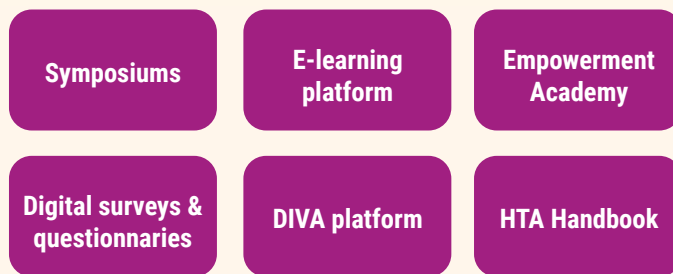 Symposiums
E-learning
platform
Empowerment
Academy
Digital surveys &
questionnaries
DIVA platform
HTA Handbook